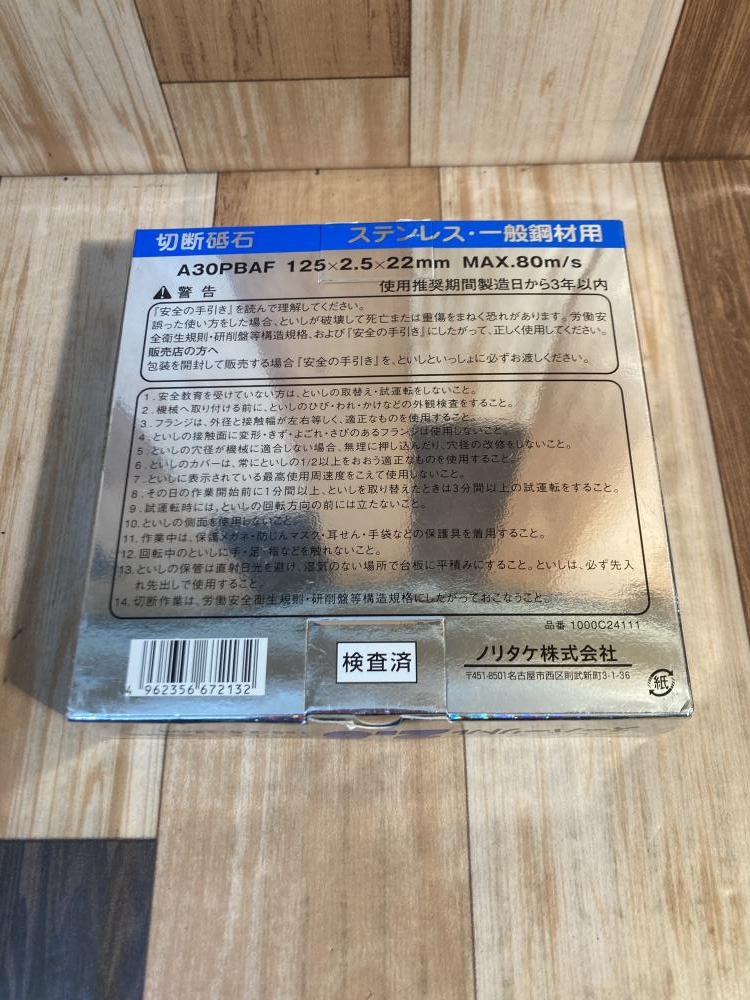 切断砥石 ステンレス・一般鋼材用
A30PBAF 125×2.5×22mm MAX.80m/s
警告 使用推奨期間製造日から3年以内
『安全の手引き』を読んで理解してください。
誤った使い方をした場合、といしが破壊して死亡または重傷をまねく恐れがあります。労働安
全衛生規則・研削盤等構造規格、および『安全の手引き』にしたがって、正しく使用してください。
販売店の方へ
包装を開封して販売する場合『安全の手引き』を、といしといっしょに必ずお渡しください。
1. 安全教育を受けていない方は、といしの取替え・試運転をしないこと。
2. 機械へ取り付ける前に、といしのひび・われ・かけなどの外観検査をすること。
3. フランジは、外径と接触幅が左右等しく、適正なものを使用すること。
4. といしの接触面に変形・きず・よごれ・さびのあるフランジは使用しないこと。
5. といしの穴径が機械に適合しない場合、無理に押し込んだり、穴径の改修をしないこと。
6. といしのカバーは、常にといしの1/2以上をおおう適正なものを使用すること。
7. といしに表示されている最高使用周速度をこえて使用しないこと。
8. その日の作業開始前に1分間以上、といしを取り替えたときは3分間以上の試運転をすること。
9. 試運転時には、といしの回転方向の前には立たないこと。
10. といしの側面を使用しないこと。
11. 作業中は、保護メガネ・防じんマスク・耳せん・手袋などの保護具を着用すること。
12. 回転中のといしに手・足・指などを触れないこと。
13. といしの保管は直射日光を避け、湿気のない場所で台板に平積みにすること。といしは、必ず先入
れ先出しで使用すること。
14. 切断作業は、労働安全衛生規則・研削盤等構造規格にしたがっておこなうこと。
品番 1000C24111
4 962356 672132
検査済
ノリタケ株式会社
〒451-8501名古屋市西区則武新町3-1-36
紙